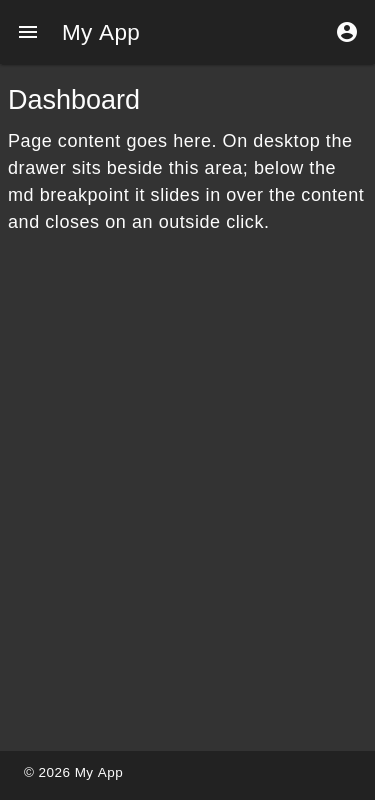 My App
Dashboard
Page content goes here. On desktop the
drawer sits beside this area; below the
md breakpoint it slides in over the content
and closes on an outside click.
© 2026 My App